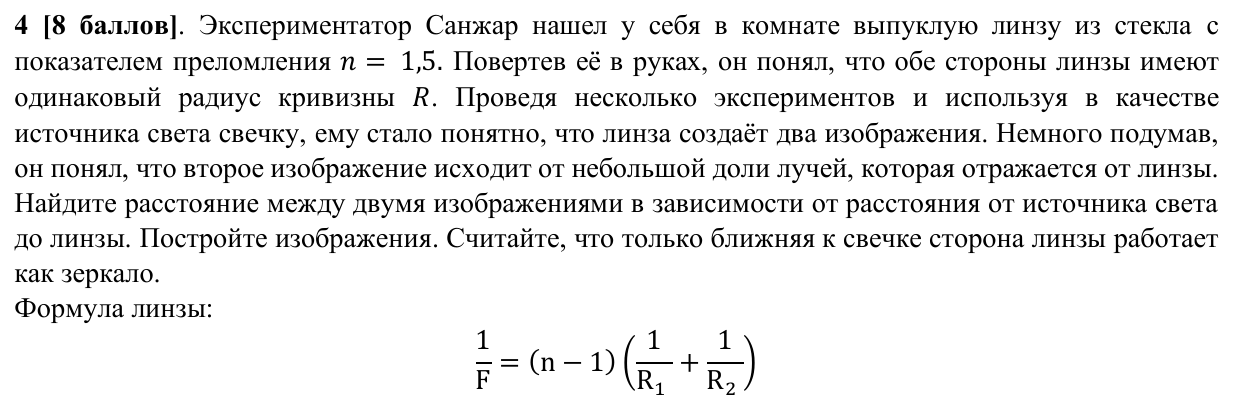 4 [8 баллов]. Экспериментатор Санжар нашел у себя в комнате выпуклую линзу из стекла с
показателем преломления n = 1,5. Повертев её в руках, он понял, что обе стороны линзы имеют
одинаковый радиус кривизны R. Проведя несколько экспериментов и используя в качестве
источника света свечку, ему стало понятно, что линза создаёт два изображения. Немного подумав,
он понял, что второе изображение исходит от небольшой доли лучей, которая отражается от линзы.
Найдите расстояние между двумя изображениями в зависимости от расстояния от источника света
до линзы. Постройте изображения. Считайте, что только ближняя к свечке сторона линзы работает
как зеркало.
Формула линзы:
1/F = (n − 1) (1/R₁ + 1/R₂)